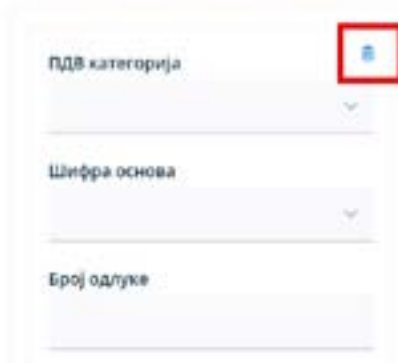 ПДВ категорија
Шифра основа
Број одлуке